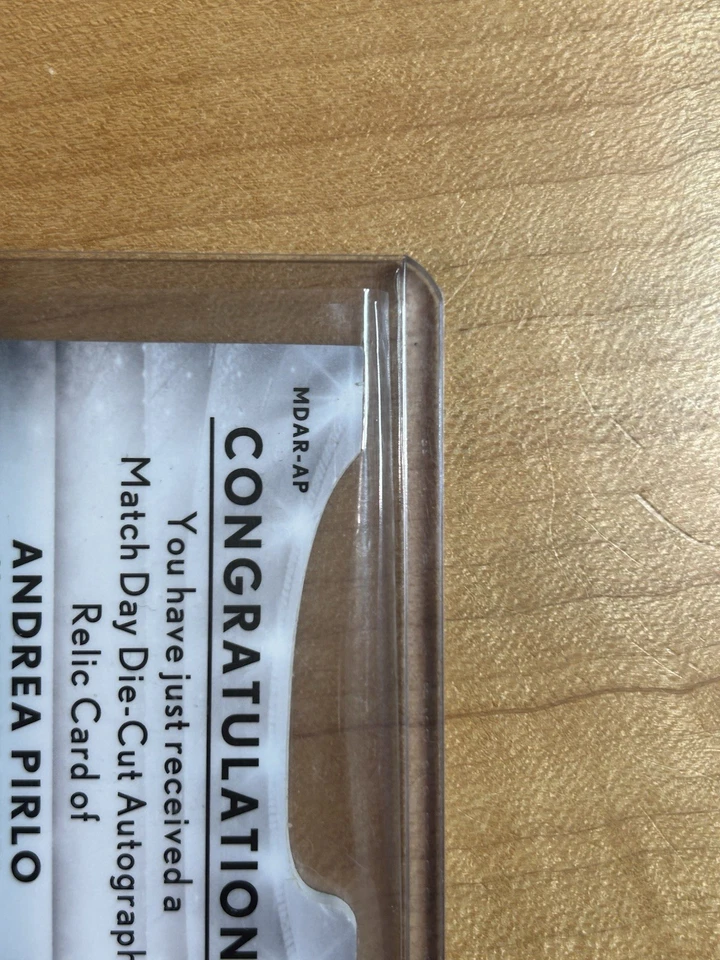 MDAR-AP
CONGRATULATION
You have just received a
Match Day Die-Cut Autograph
Relic Card of
ANDREA PIRLO